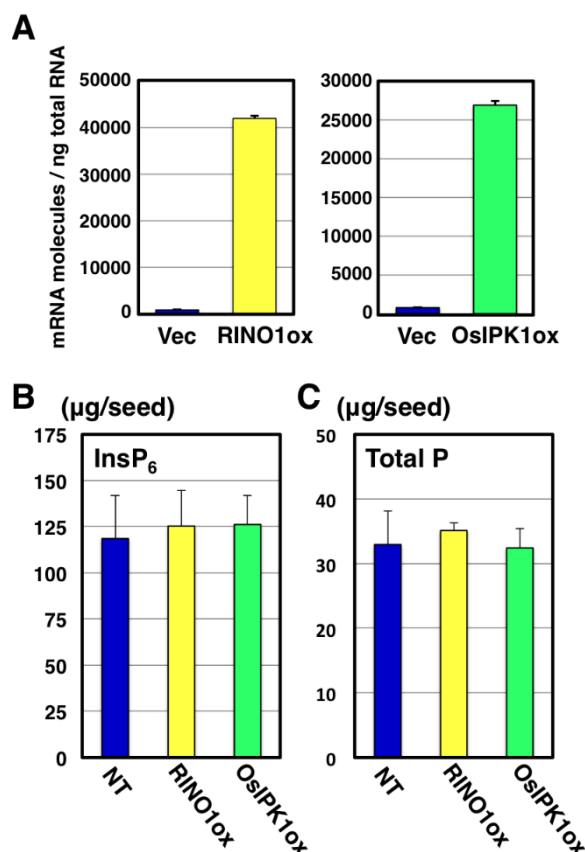 A
mRNA molecules / ng total RNA
50000
40000
30000
20000
10000
0
Vec RINO1ox
30000
25000
20000
15000
10000
5000
0
Vec OsIPK1ox
B (µg/seed)
175
150
125
100
75
50
25
0
InsP₆
NT
RINO1ox
OsIPK1ox
C (µg/seed)
50
40
30
20
10
0
Total P
NT
RINO1ox
OsIPK1ox